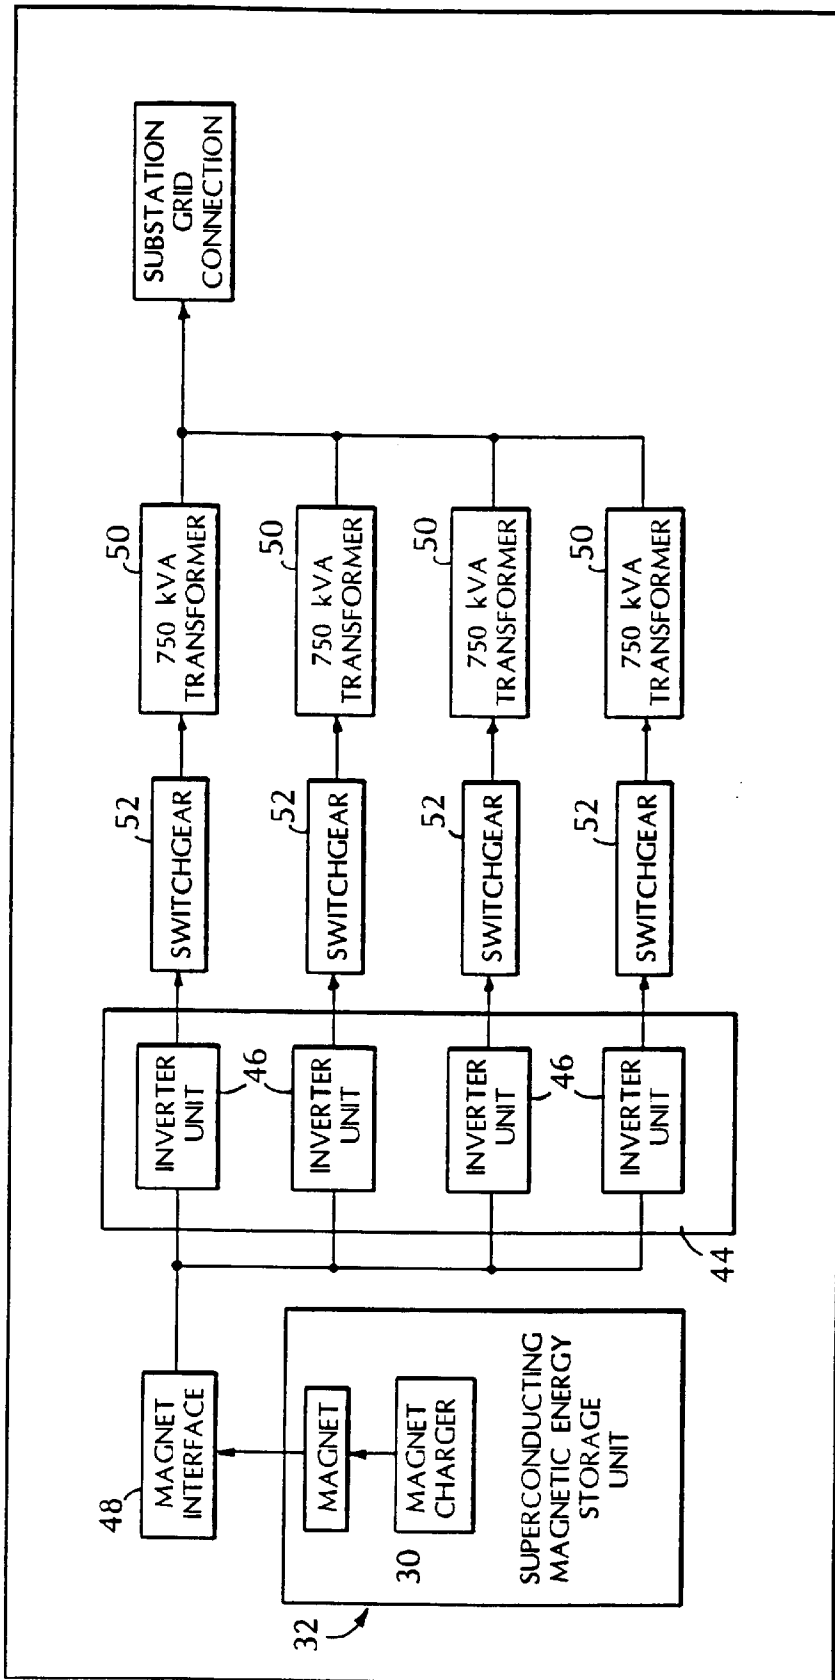 SUBSTATION
GRID
CONNECTION
50
750 kVA
TRANSFORMER
50
750 kVA
TRANSFORMER
50
750 kVA
TRANSFORMER
50
750 kVA
TRANSFORMER
52
SWITCHGEAR
52
SWITCHGEAR
52
SWITCHGEAR
52
SWITCHGEAR
INVERTER
UNIT
46
INVERTER
UNIT
INVERTER
UNIT
46
INVERTER
UNIT
44
48
MAGNET
INTERFACE
MAGNET
MAGNET
CHARGER
30
32
SUPERCONDUCTING
MAGNETIC ENERGY
STORAGE
UNIT